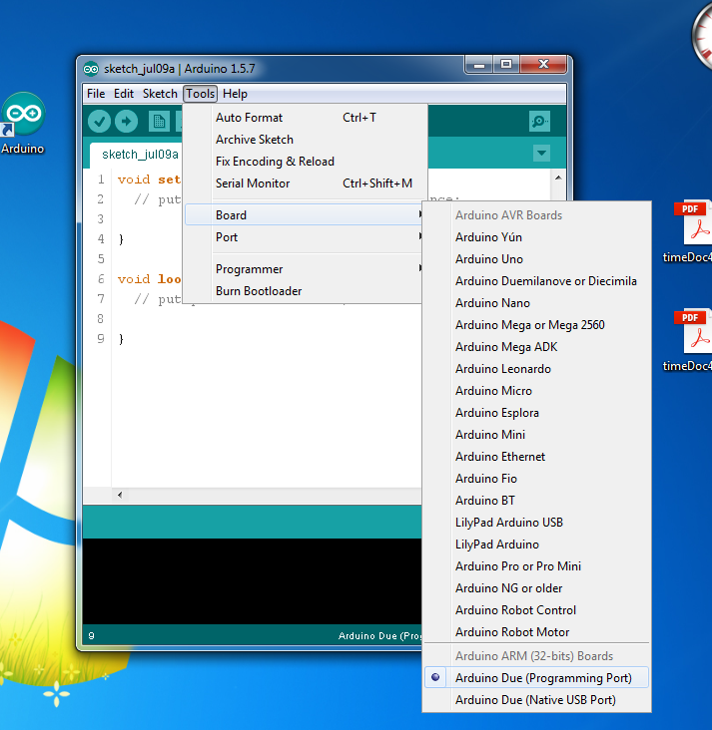 sketch_jul09a | Arduino 1.5.7
File Edit Sketch Tools Help
Arduino
Auto Format Ctrl+T
Archive Sketch
Fix Encoding & Reload
Serial Monitor Ctrl+Shift+M
Board
Port
Programmer
Burn Bootloader
sketch_jul09a
1 void set
2 // put
3
4 }
5
6 void loo
7 // put
8
9 }
Arduino AVR Boards
Arduino Yún
Arduino Uno
Arduino Duemilanove or Diecimila
Arduino Nano
Arduino Mega or Mega 2560
Arduino Mega ADK
Arduino Leonardo
Arduino Micro
Arduino Esplora
Arduino Mini
Arduino Ethernet
Arduino Fio
Arduino BT
LilyPad Arduino USB
LilyPad Arduino
Arduino Pro or Pro Mini
Arduino NG or older
Arduino Robot Control
Arduino Robot Motor
Arduino ARM (32-bits) Boards
Arduino Due (Programming Port)
Arduino Due (Native USB Port)
9 Arduino Due (Prog
PDF
timeDoc4
PDF
timeDoc4